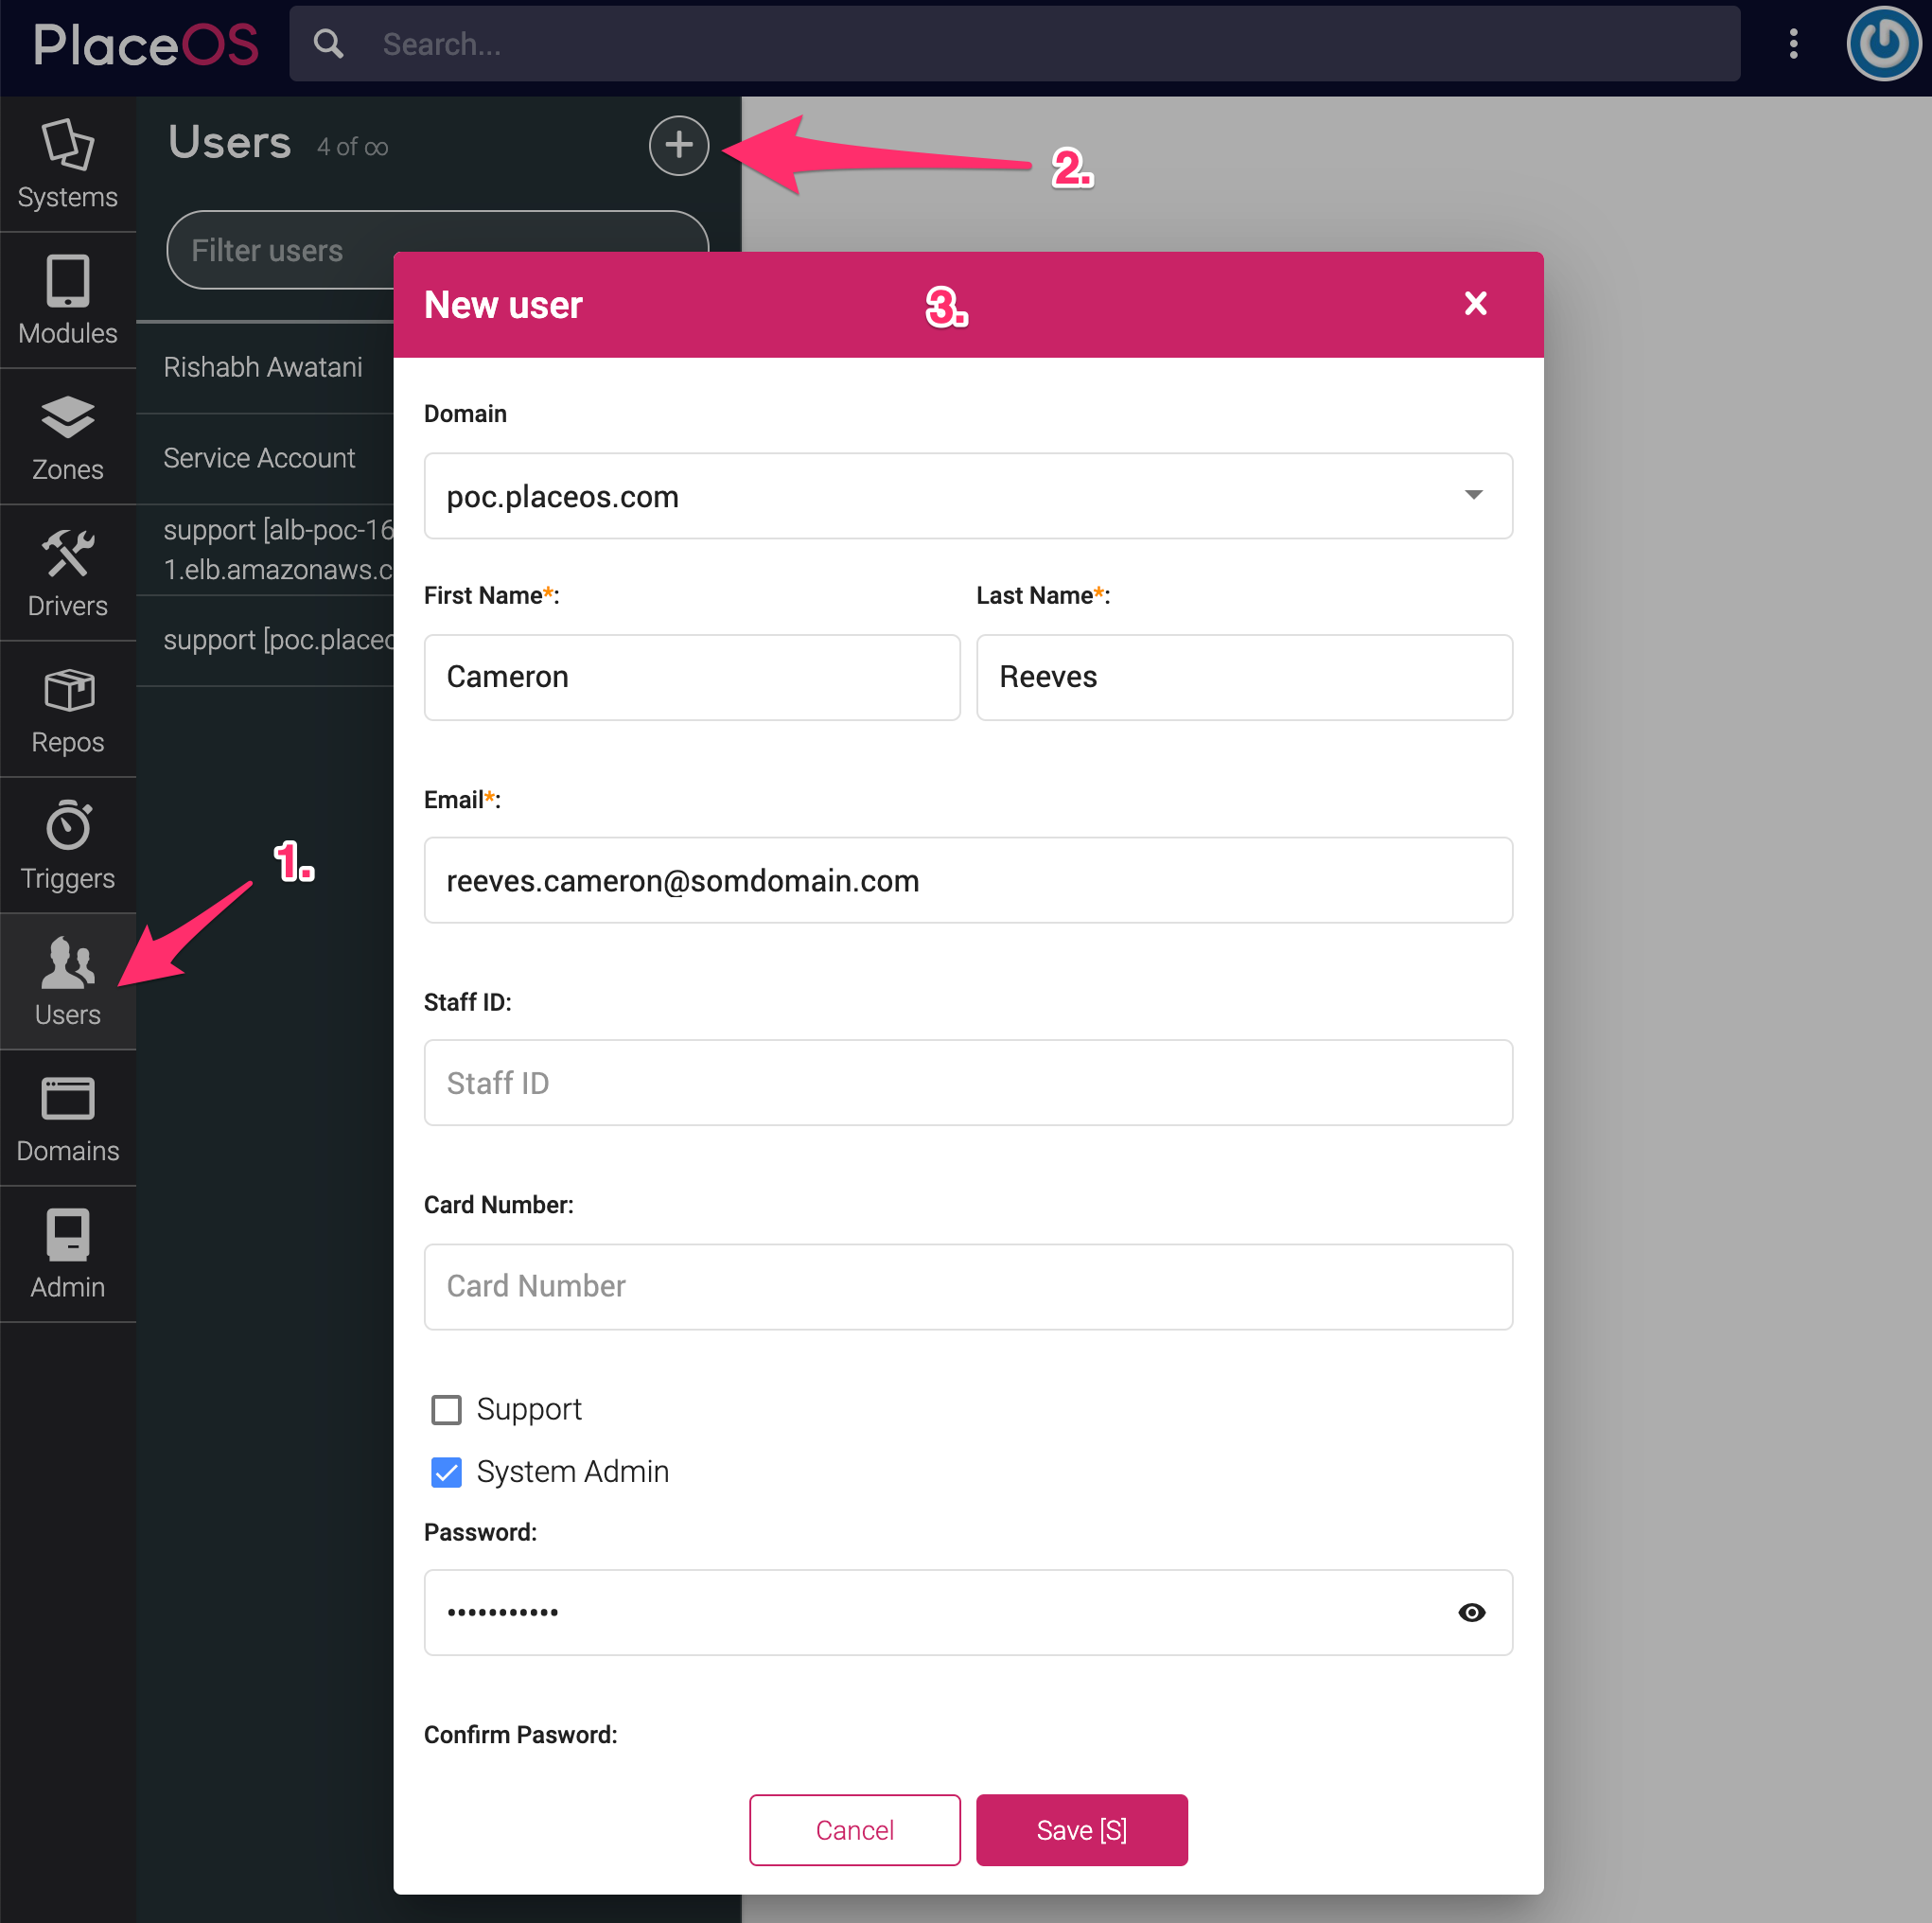 PlaceOS
Search...
Systems
Modules
Zones
Drivers
Repos
Triggers
Users
Domains
Admin
1.
Users 4 of ∞
2.
Filter users
Rishabh Awatani
Service Account
support [alb-poc-16
1.elb.amazonaws.c
support [poc.placeo
New user
3.
Domain
poc.placeos.com
First Name*: Last Name*:
Cameron Reeves
Email*:
reeves.cameron@somdomain.com
Staff ID:
Staff ID
Card Number:
Card Number
Support
System Admin
Password:
•••••••••••
Confirm Pasword:
Cancel Save [S]